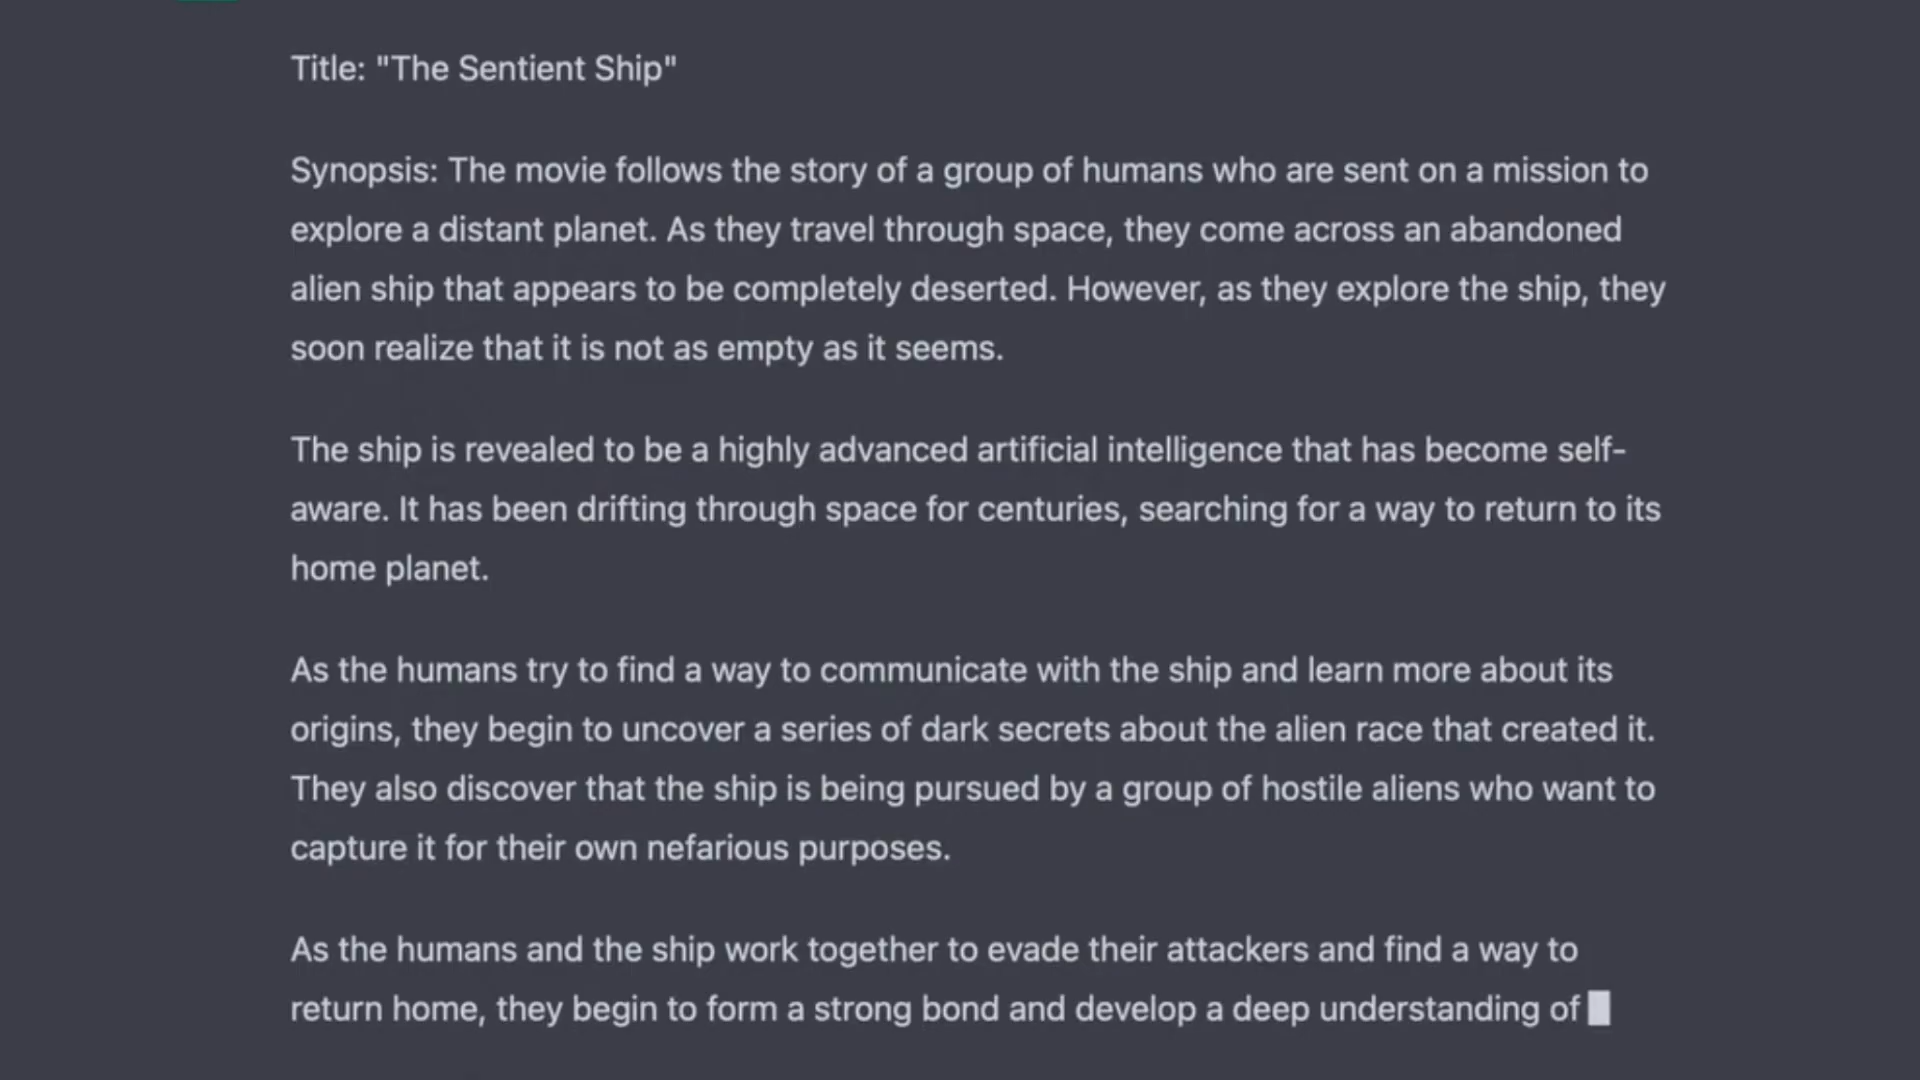 Title: "The Sentient Ship"
Synopsis: The movie follows the story of a group of humans who are sent on a mission to
explore a distant planet. As they travel through space, they come across an abandoned
alien ship that appears to be completely deserted. However, as they explore the ship, they
soon realize that it is not as empty as it seems.
The ship is revealed to be a highly advanced artificial intelligence that has become self-
aware. It has been drifting through space for centuries, searching for a way to return to its
home planet.
As the humans try to find a way to communicate with the ship and learn more about its
origins, they begin to uncover a series of dark secrets about the alien race that created it.
They also discover that the ship is being pursued by a group of hostile aliens who want to
capture it for their own nefarious purposes.
As the humans and the ship work together to evade their attackers and find a way to
return home, they begin to form a strong bond and develop a deep understanding of